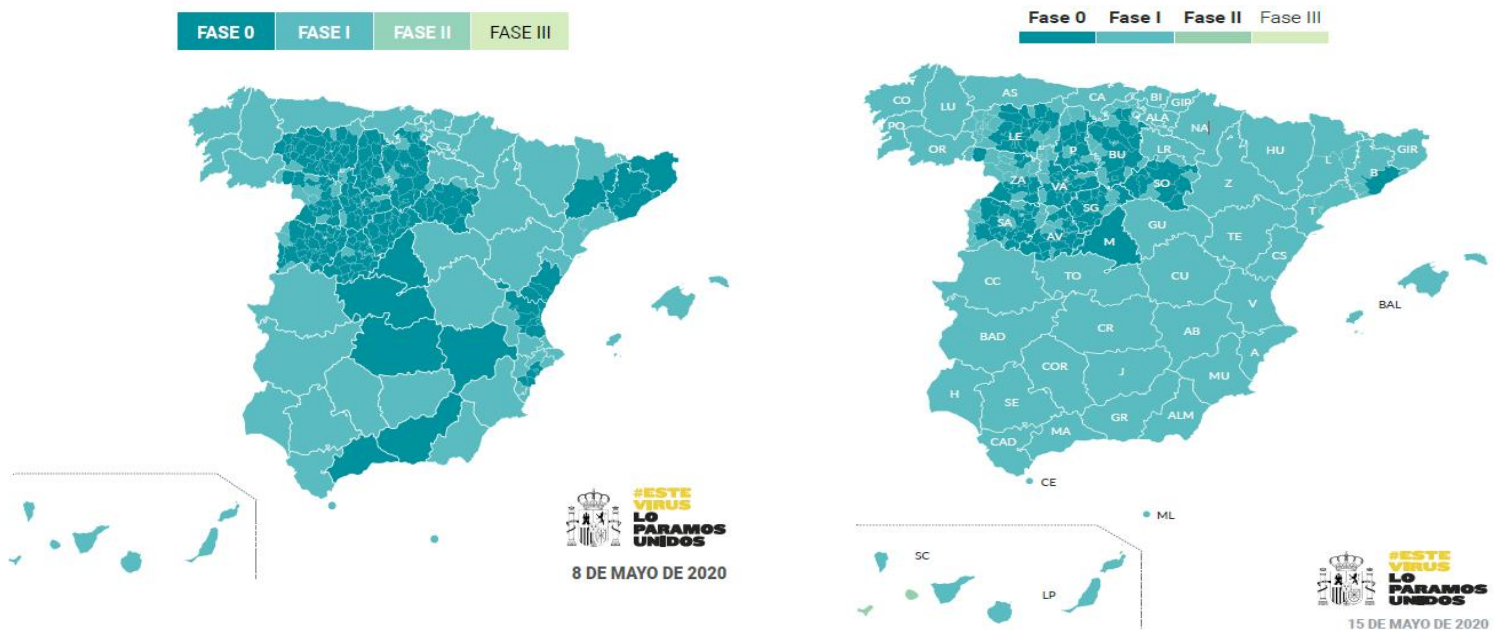 FASE 0 FASE I FASE II FASE III
#ESTE
VIRUS
LO
PARAMOS
UNIDOS
8 DE MAYO DE 2020
Fase 0 Fase I Fase II Fase III
CO
LU
AS
CA
BI
GIP
PO
OR
LE
P
BU
ALA
NA
LR
HU
L
GIR
B
ZA
VA
SO
Z
T
SA
SG
AV
M
GU
TE
CS
CC
TO
CU
V
BAL
BAD
CR
AB
A
COR
J
MU
H
SE
GR
ALM
MA
CAD
CE
ML
SC
LP
#ESTE
VIRUS
LO
PARAMOS
UNIDOS
15 DE MAYO DE 2020